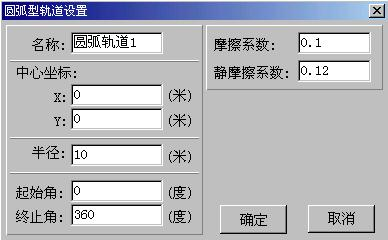 圆弧型轨道设置
名称: 圆弧轨道1
中心坐标:
X: 0 (米)
Y: 0 (米)
半径: 10 (米)
起始角: 0 (度)
终止角: 360 (度)
摩擦系数: 0.1
静摩擦系数: 0.12
确定 取消